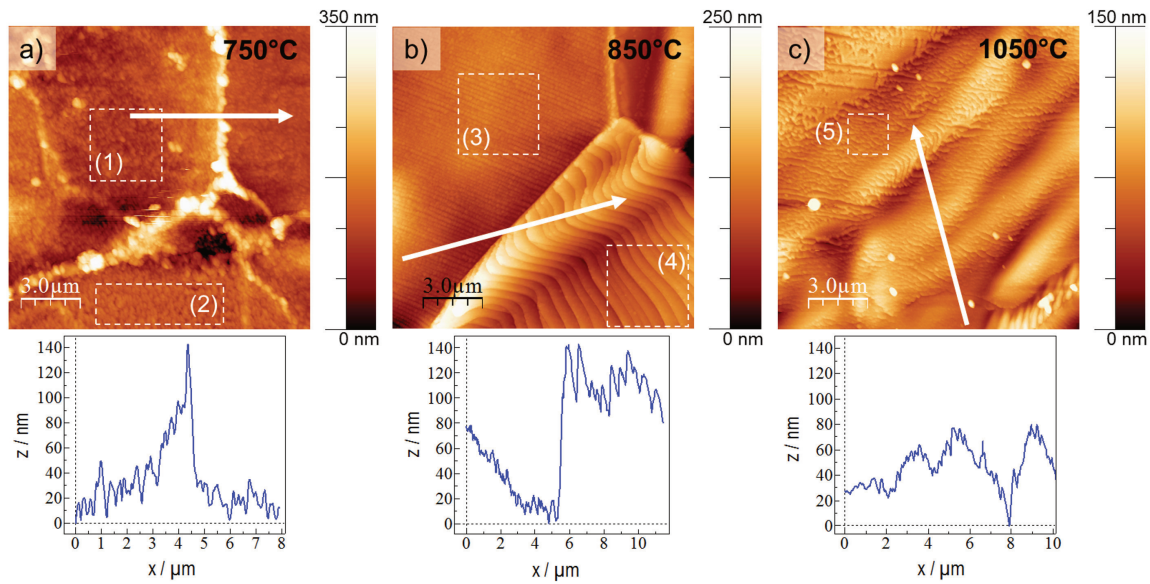 a) 750°C
(1)
(2)
3.0µm
350 nm
0 nm
b) 850°C
(3)
(4)
3.0µm
250 nm
0 nm
c) 1050°C
(5)
3.0µm
150 nm
0 nm
z / nm
140
120
100
80
60
40
20
0
0 1 2 3 4 5 6 7 8
x / µm
z / nm
140
120
100
80
60
40
20
0
0 2 4 6 8 10
x / µm
z / nm
140
120
100
80
60
40
20
0
0 2 4 6 8 10
x / µm